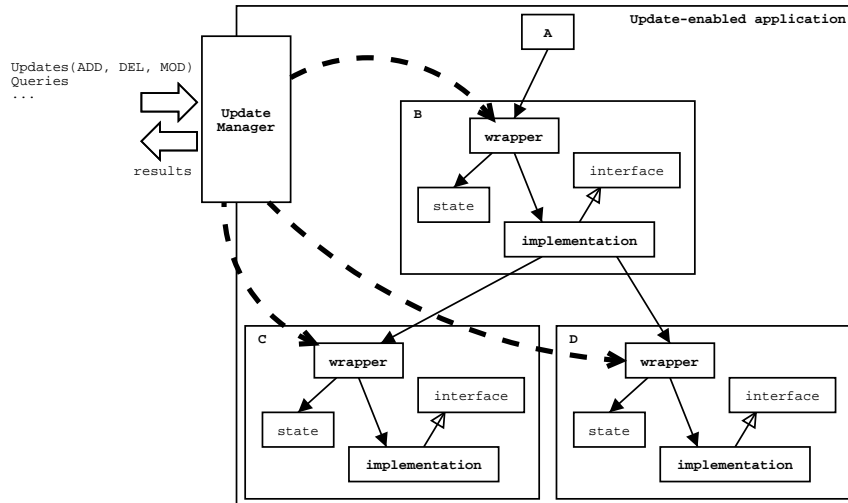 Update-enabled application
A
Updates(ADD, DEL, MOD)
Queries
...
Update
Manager
results
B
wrapper
interface
state
implementation
C
wrapper
interface
state
implementation
D
wrapper
interface
state
implementation